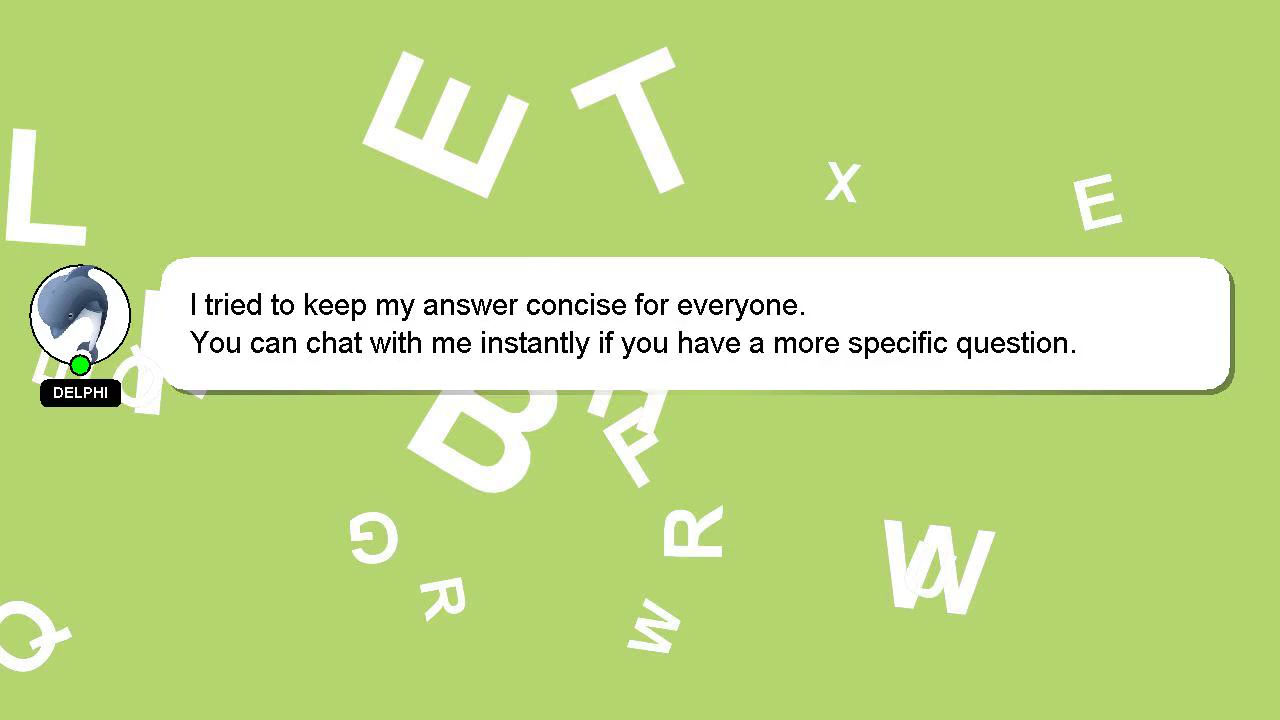 E T
L
X
E
I tried to keep my answer concise for everyone.
You can chat with me instantly if you have a more specific question.
DELPHI
B
F
G
R
W
U
R
W
Q